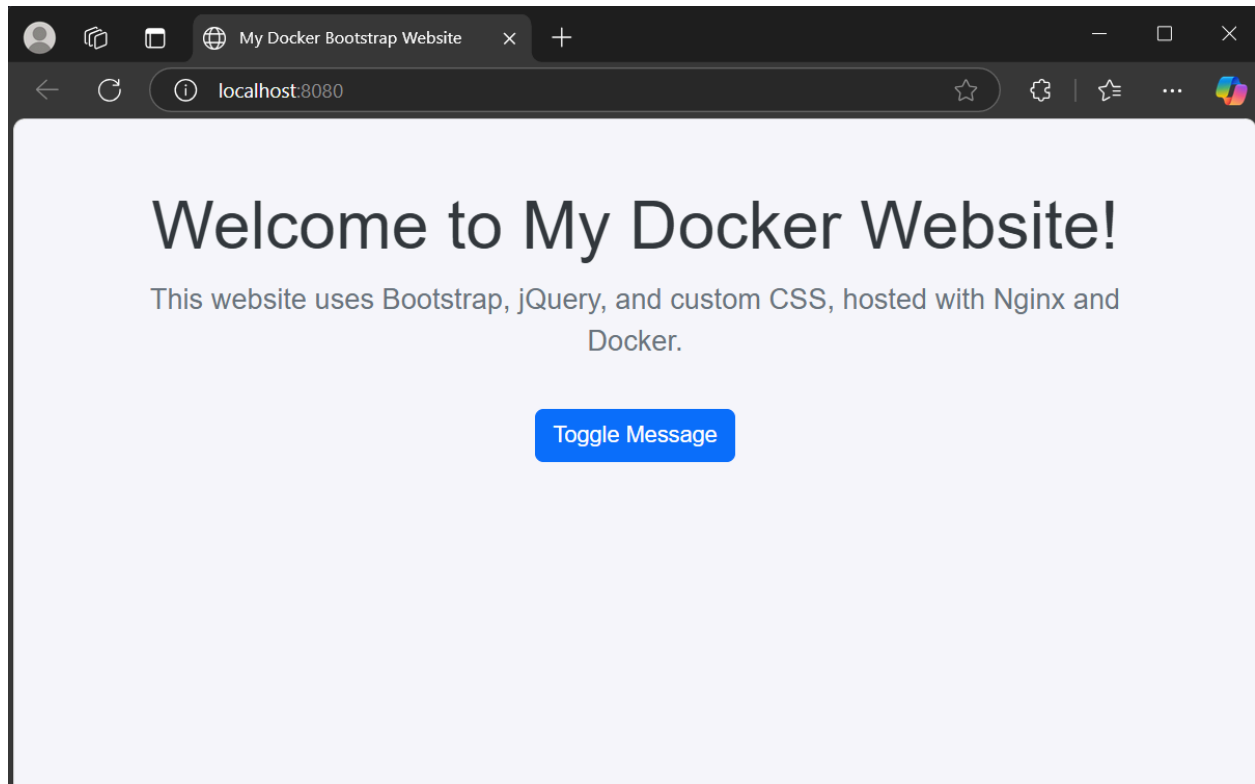 My Docker Bootstrap Website
localhost:8080
Welcome to My Docker Website!
This website uses Bootstrap, jQuery, and custom CSS, hosted with Nginx and
Docker.
Toggle Message